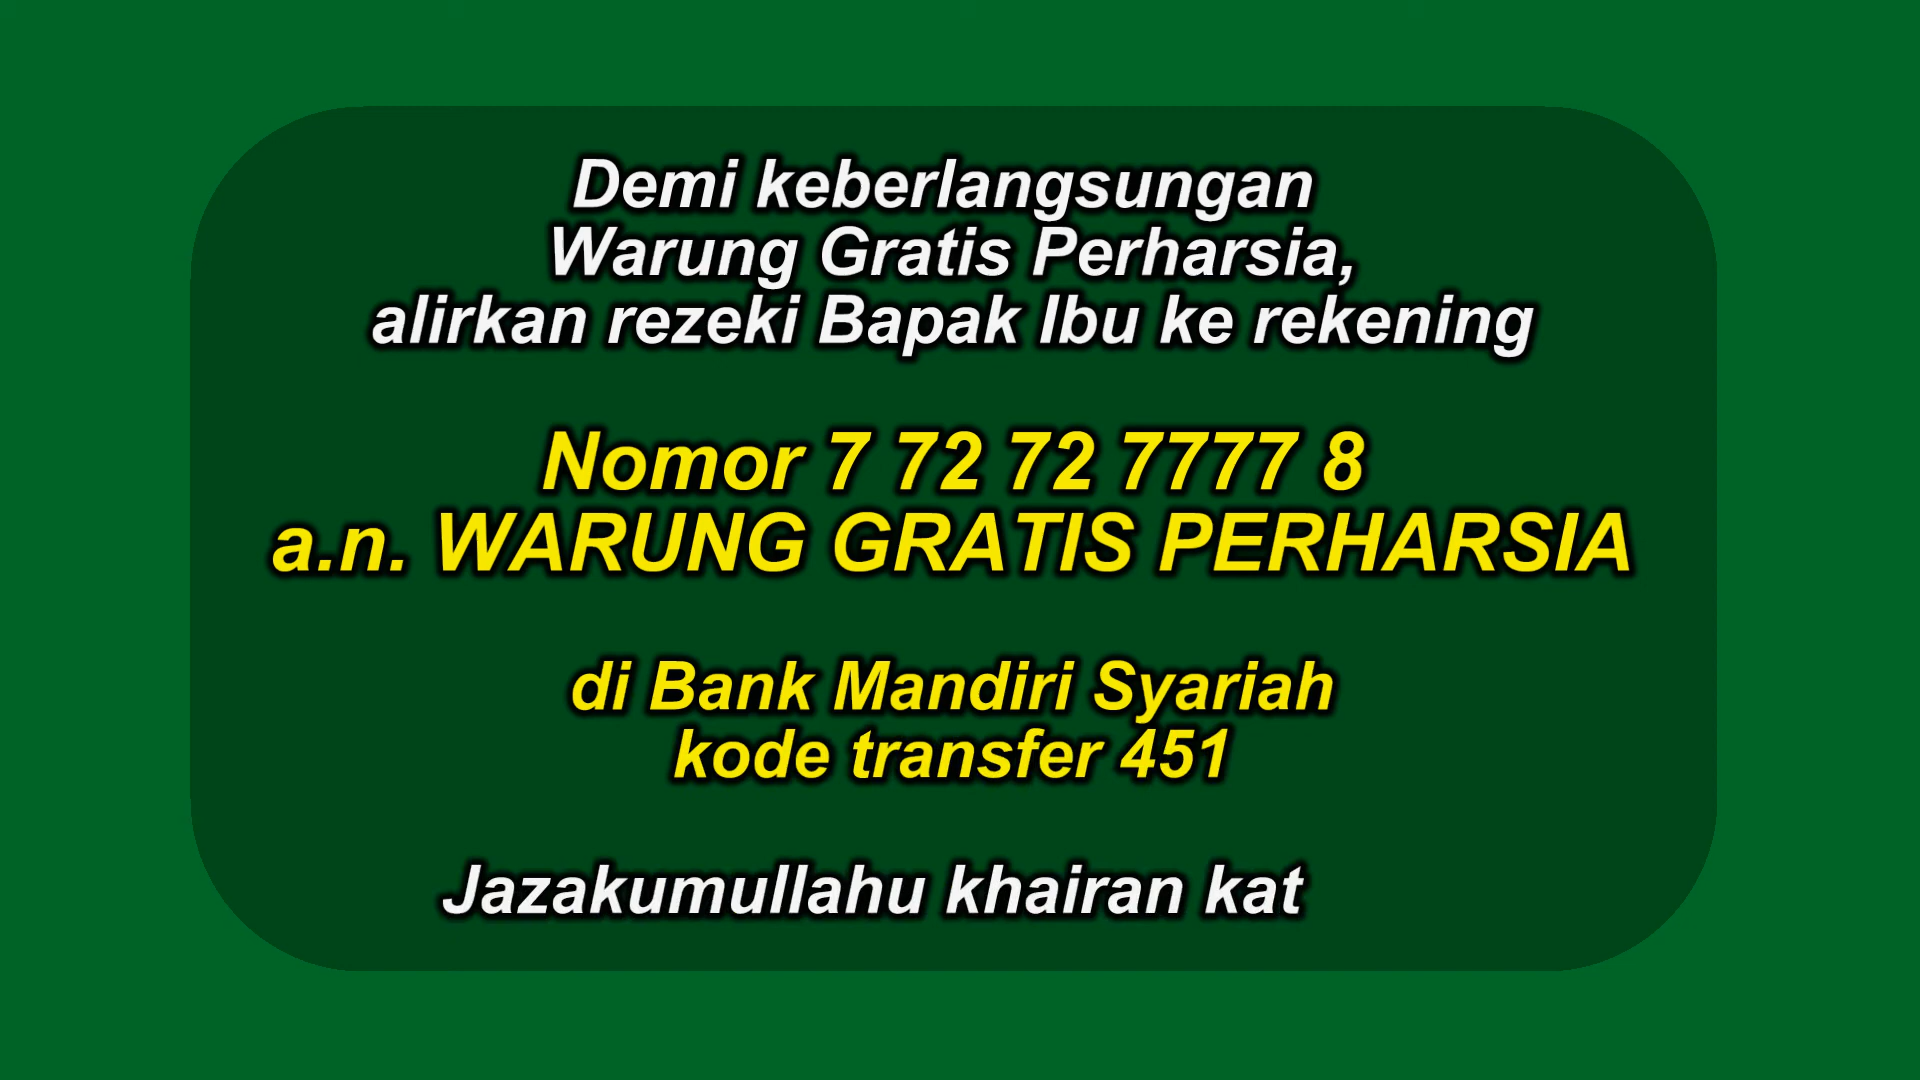 Demi keberlangsungan
Warung Gratis Perharsia,
alirkan rezeki Bapak Ibu ke rekening
Nomor 7 72 72 7777 8
a.n. WARUNG GRATIS PERHARSIA
di Bank Mandiri Syariah
kode transfer 451
Jazakumullahu khairan kat